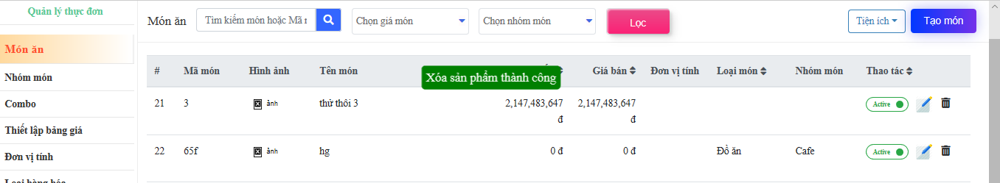 Quản lý thực đơn
Món ăn
Nhóm món
Combo
Thiết lập bảng giá
Đơn vị tính
Món ăn
Tìm kiếm món hoặc Mã
Chọn giá món
Chọn nhóm món
Lọc
Tiện ích
Tạo món
# Mã món Hình ảnh Tên món Giá bán Đơn vị tính Loại món Nhóm món Thao tác
Xóa sản phẩm thành công
21 3 ảnh thử thôi 3 2,147,483,647 đ 2,147,483,647 đ Active
22 65f ảnh hg 0 đ 0 đ Đồ ăn Cafe Active